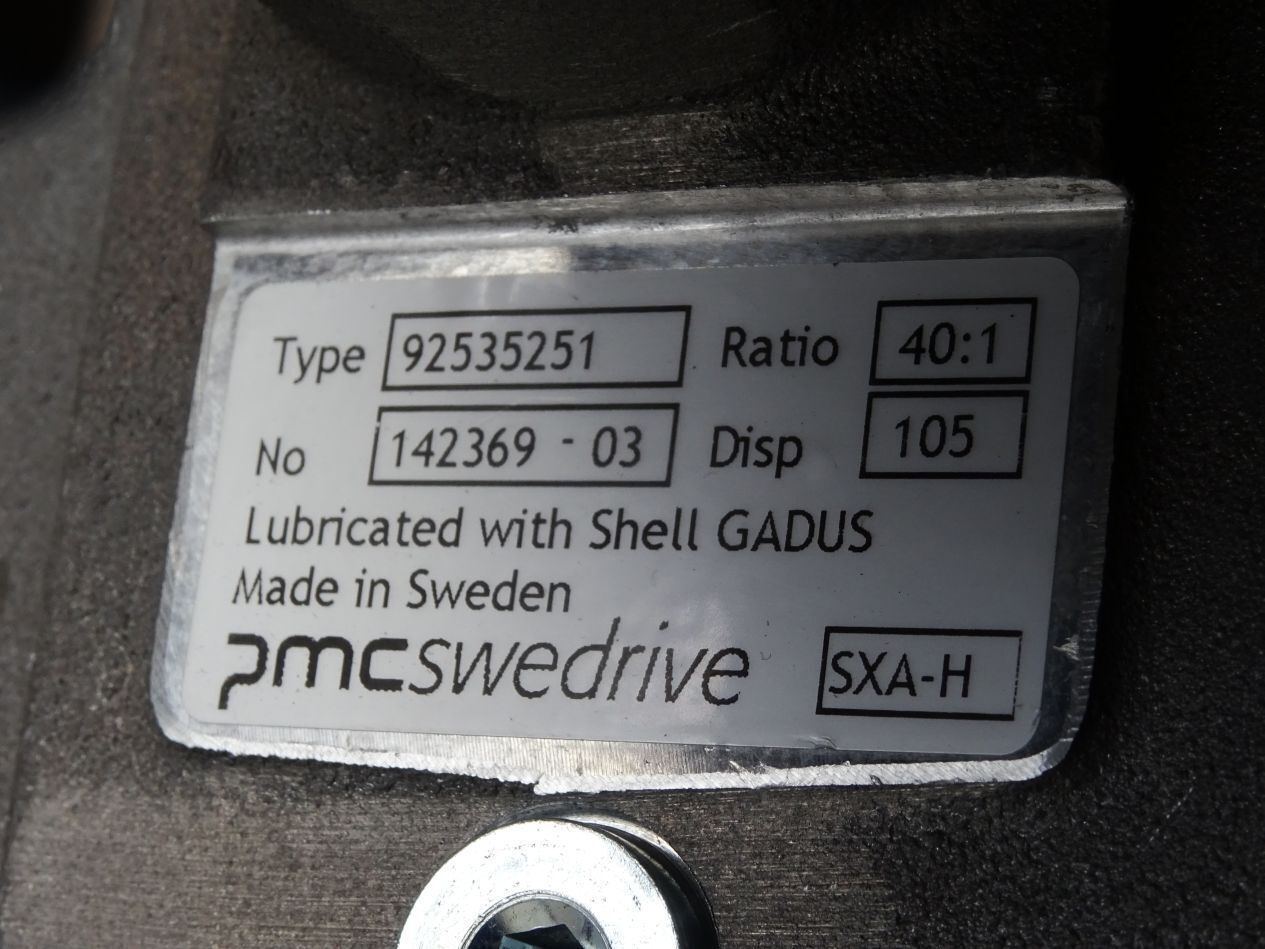 Type 92535251 Ratio 40:1
No 142369 - 03 Disp 105
Lubricated with Shell GADUS
Made in Sweden
pmcswedrive SXA-H